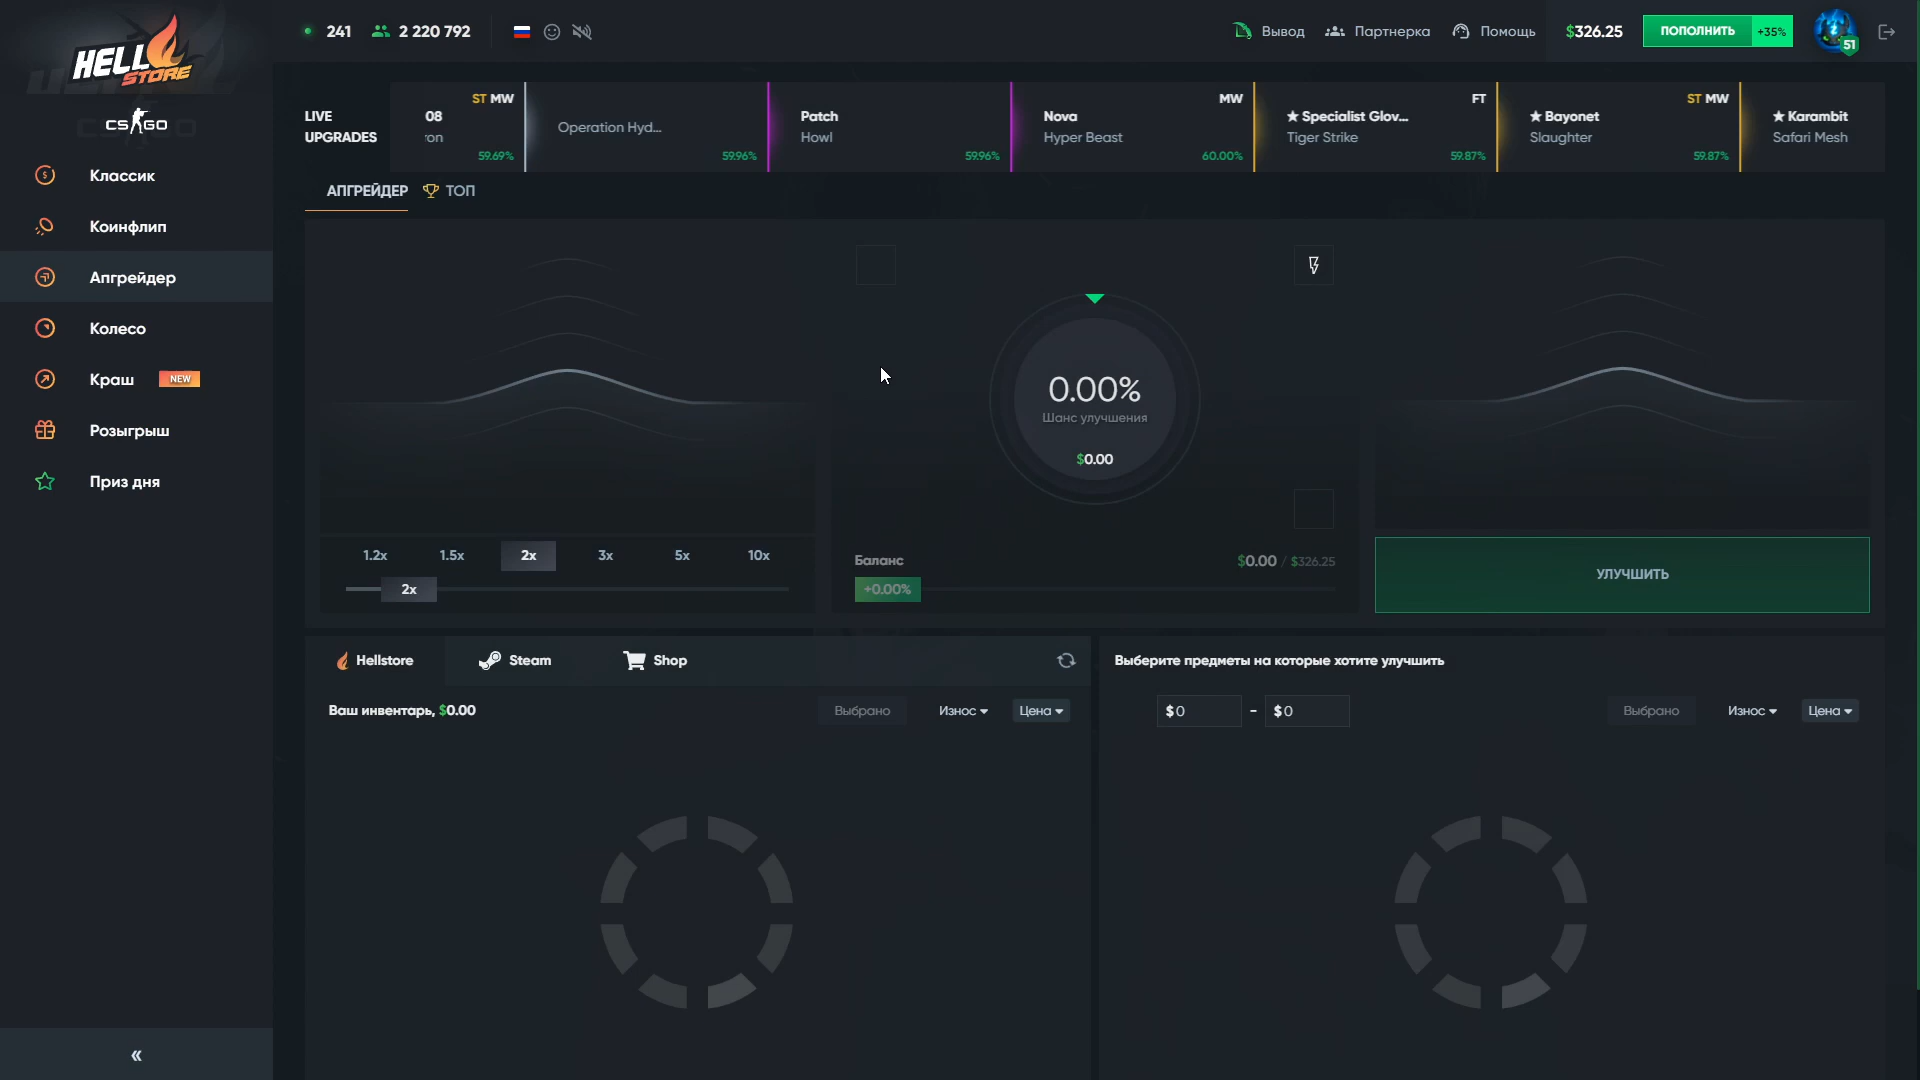 HELL
STORE
CS GO
241
2 220 792
Вывод
Партнерка
Помощь
$326.25
ПОПОЛНИТЬ
+35%
51
LIVE
UPGRADES
ST MW
08
59.69%
Operation Hyd...
59.96%
Patch
Howl
59.96%
MW
Nova
Hyper Beast
60.00%
FT
★ Specialist Glov...
Tiger Strike
59.87%
ST MW
★ Bayonet
Slaughter
59.87%
★ Karambit
Safari Mesh
Классик
Коинфлип
Апгрейдер
Колесо
Краш
NEW
Розыгрыш
Приз дня
«
АПГРЕЙДЕР
ТОП
0.00%
Шанс улучшения
$0.00
1.2x 1.5x 2x 3x 5x 10x
2x
Баланс
$0.00 / $326.25
+0.00%
УЛУЧШИТЬ
Hellstore
Steam
Shop
Ваш инвентарь, $0.00
Выбрано
Износ
Цена
Выберите предметы на которые хотите улучшить
$ 0 - $ 0
Выбрано
Износ
Цена